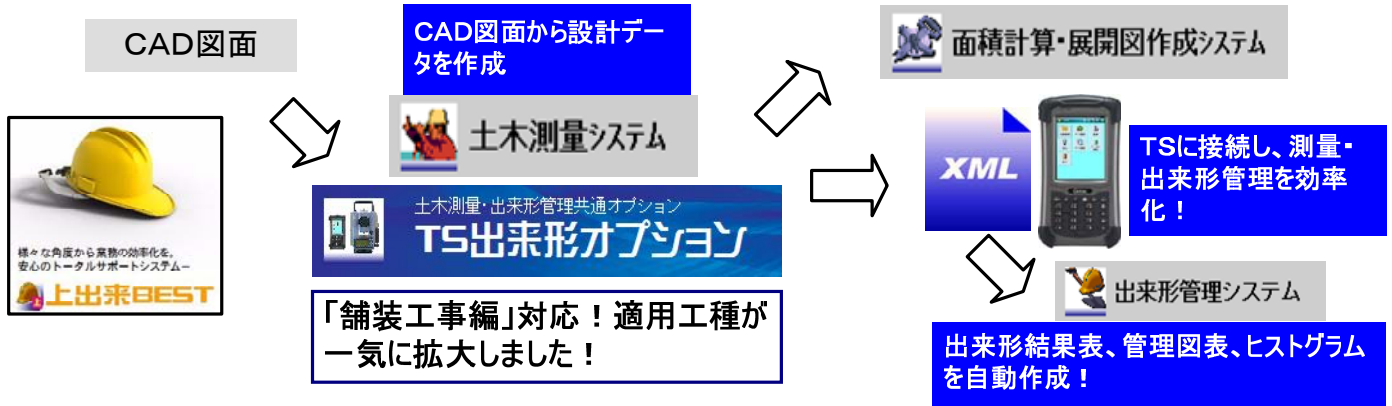 CAD図面
様々な角度から業務の効率化を、
安心のトータルサポートシステムー
上出来BEST
CAD図面から設計デー
タを作成
土木測量システム
土木測量・出来形管理共通オプション
TS出来形オプション
「舗装工事編」対応！適用工種が
一気に拡大しました！
面積計算・展開図作成システム
XML
TSに接続し、測量・
出来形管理を効率
化！
出来形管理システム
出来形結果表、管理図表、ヒストグラム
を自動作成！